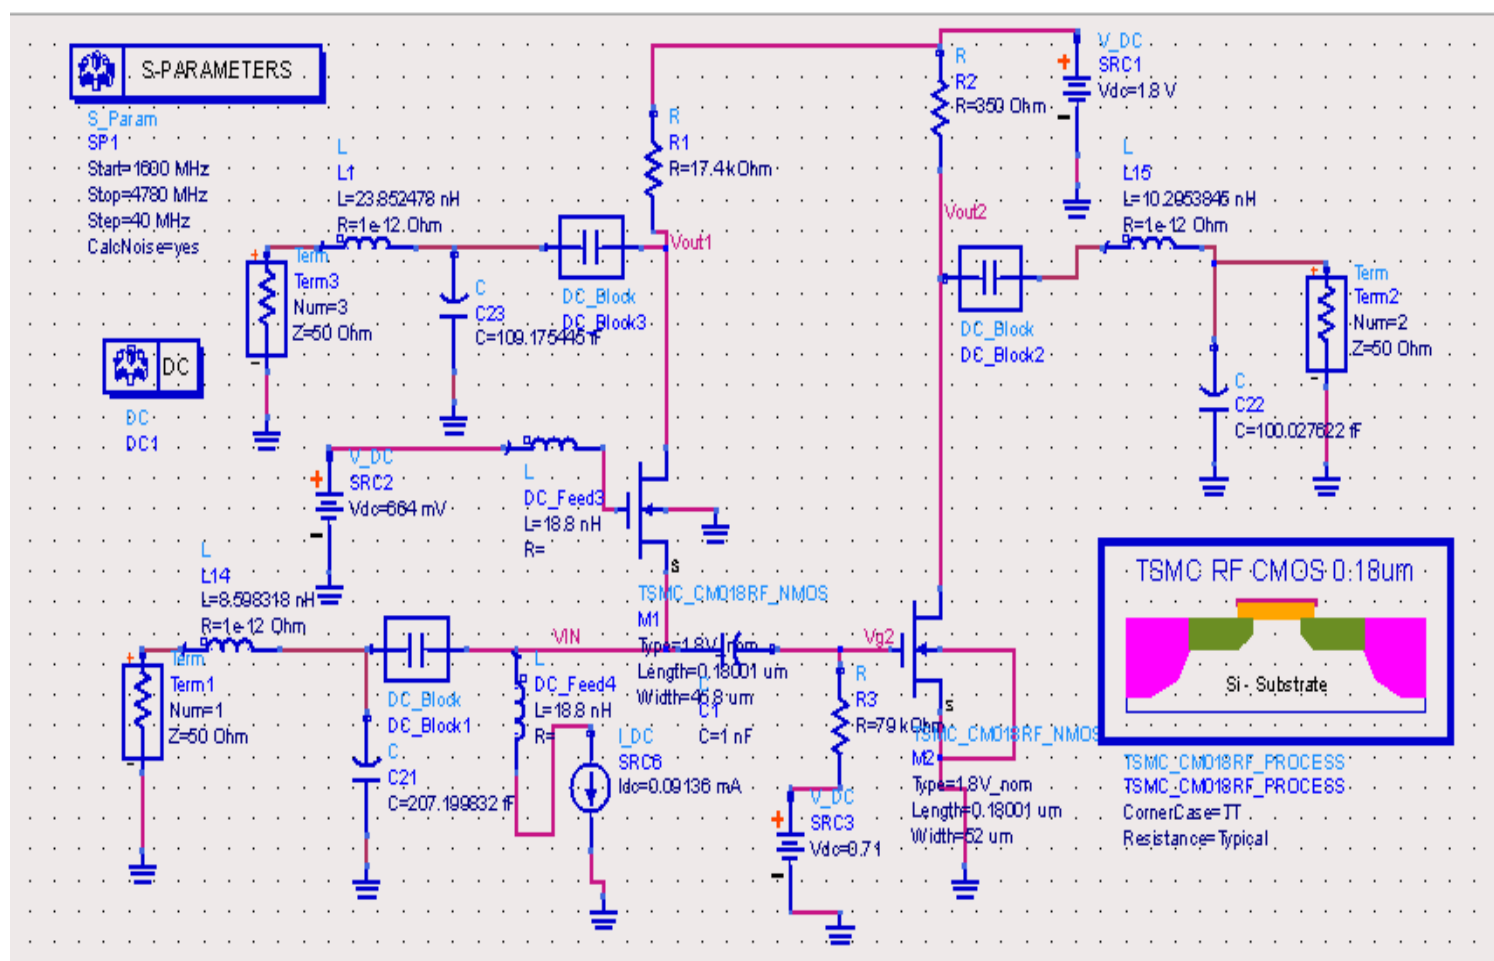 S-PARAMETERS
S_Param
SP1
Start=1680 MHz
Stop=4780 MHz
Step=40 MHz
CalcNoise=yes
L
L1
L=23.852478 nH
R=1e-12 Ohm
R
R1
R=17.4k Ohm
R
R2
R=350 Ohm
V_DC
SRC1
Vdc=1.8 V
L
L15
L=10.2953845 nH
R=1e-12 Ohm
Vout2
Vout1
Term
Term3
Num=3
Z=50 Ohm
C
C23
C=109.175445 fF
DC_Block
DC_Block3
DC_Block
DC_Block2
Term
Term2
Num=2
Z=50 Ohm
C
C22
C=100.027622 fF
DC
DC
DC1
V_DC
SRC2
Vdc=664 mV
L
DC_Feed3
L=18.8 nH
R=
S
TSMC_CM018RF_NMOS
M1
Type=1.8V_nom
Length=0.18001 um
Width=45.8 um
L
L14
L=8.598318 nH
R=1e-12 Ohm
Term
Term1
Num=1
Z=50 Ohm
DC_Block
DC_Block1
C
C21
C=207.199832 fF
VIN
L
DC_Feed4
L=18.8 nH
R=
I_DC
SRC6
Idc=0.09136 mA
C
C1
C=1 nF
Vg2
R
R3
R=79 kOhm
V_DC
SRC3
Vdc=0.71
S
TSMC_CM018RF_NMOS
M2
Type=1.8V_nom
Length=0.18001 um
Width=52 um
TSMC RF CMOS 0.18um
Si - Substrate
TSMC_CM018RF_PROCESS
TSMC_CM018RF_PROCESS
CornerCase=TT
Resistance=Typical